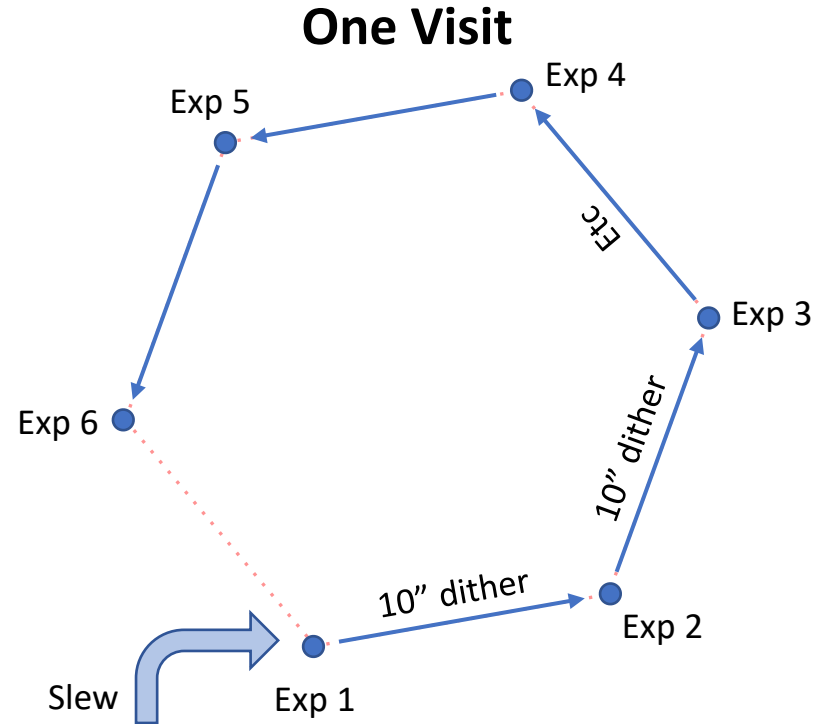 One Visit
Exp 4
Exp 5
Etc
Exp 3
10” dither
Exp 6
10” dither
Exp 2
Slew
Exp 1